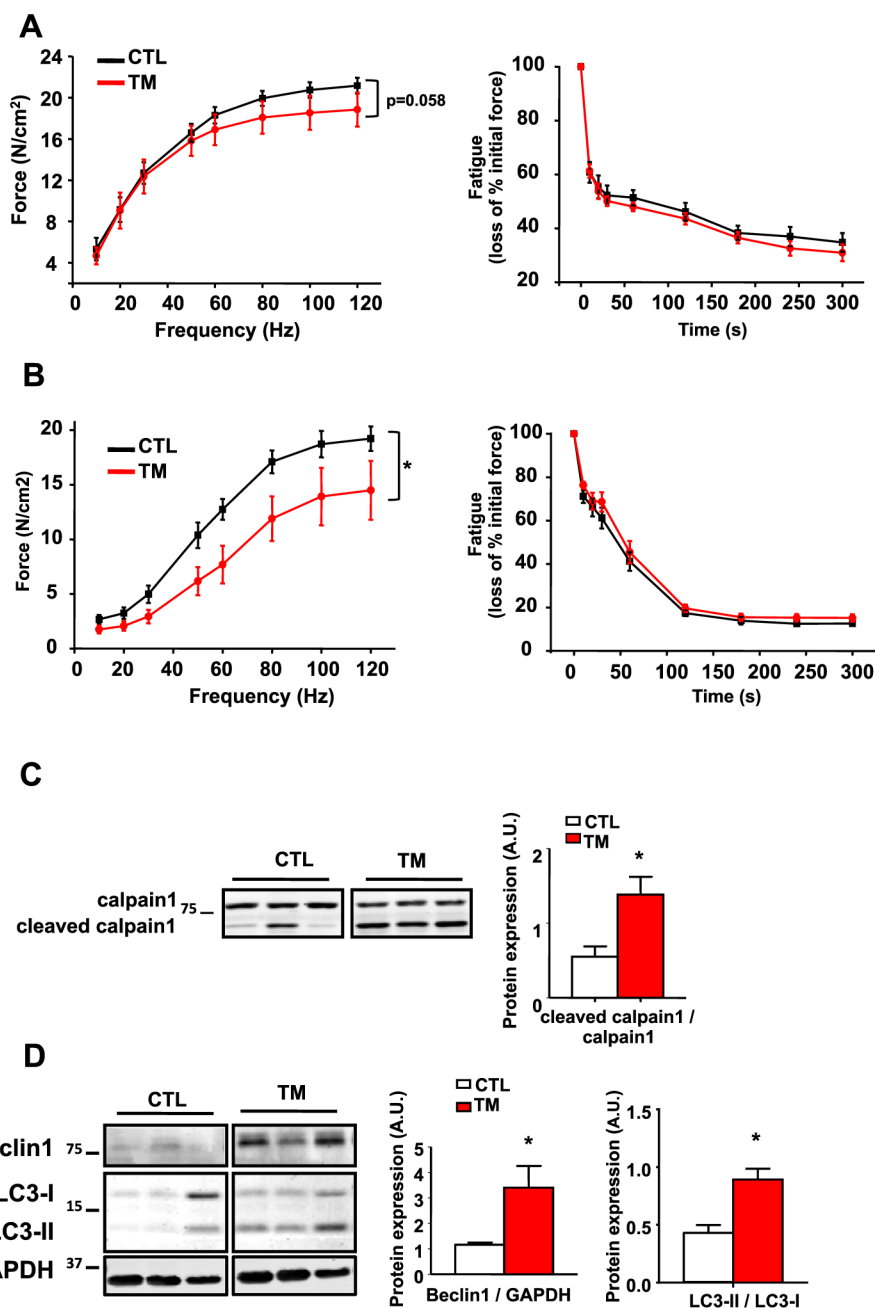 A
CTL
TM
24
20
16
12
8
4
Force (N/cm²)
0 20 40 60 80 100 120
Frequency (Hz)
p=0.058
100
80
60
40
20
Fatigue
(loss of % initial force)
0 50 100 150 200 250 300
Time (s)
B
CTL
TM
20
15
10
5
0
Force (N/cm2)
0 20 40 60 80 100 120
Frequency (Hz)
*
100
80
60
40
20
0
Fatigue
(loss of % initial force)
0 50 100 150 200 250 300
Time (s)
C
CTL TM
calpain1
75
cleaved calpain1
CTL
TM
Protein expression (A.U.)
2
1
0
*
cleaved calpain1 /
calpain1
D
CTL TM
clin1
75
LC3-I
15
LC3-II
37
APDH
CTL
TM
Protein expression (A.U.)
5
4
3
2
1
0
*
Beclin1 / GAPDH
Protein expression (A.U.)
1.0
0.5
0.0
*
LC3-II / LC3-I